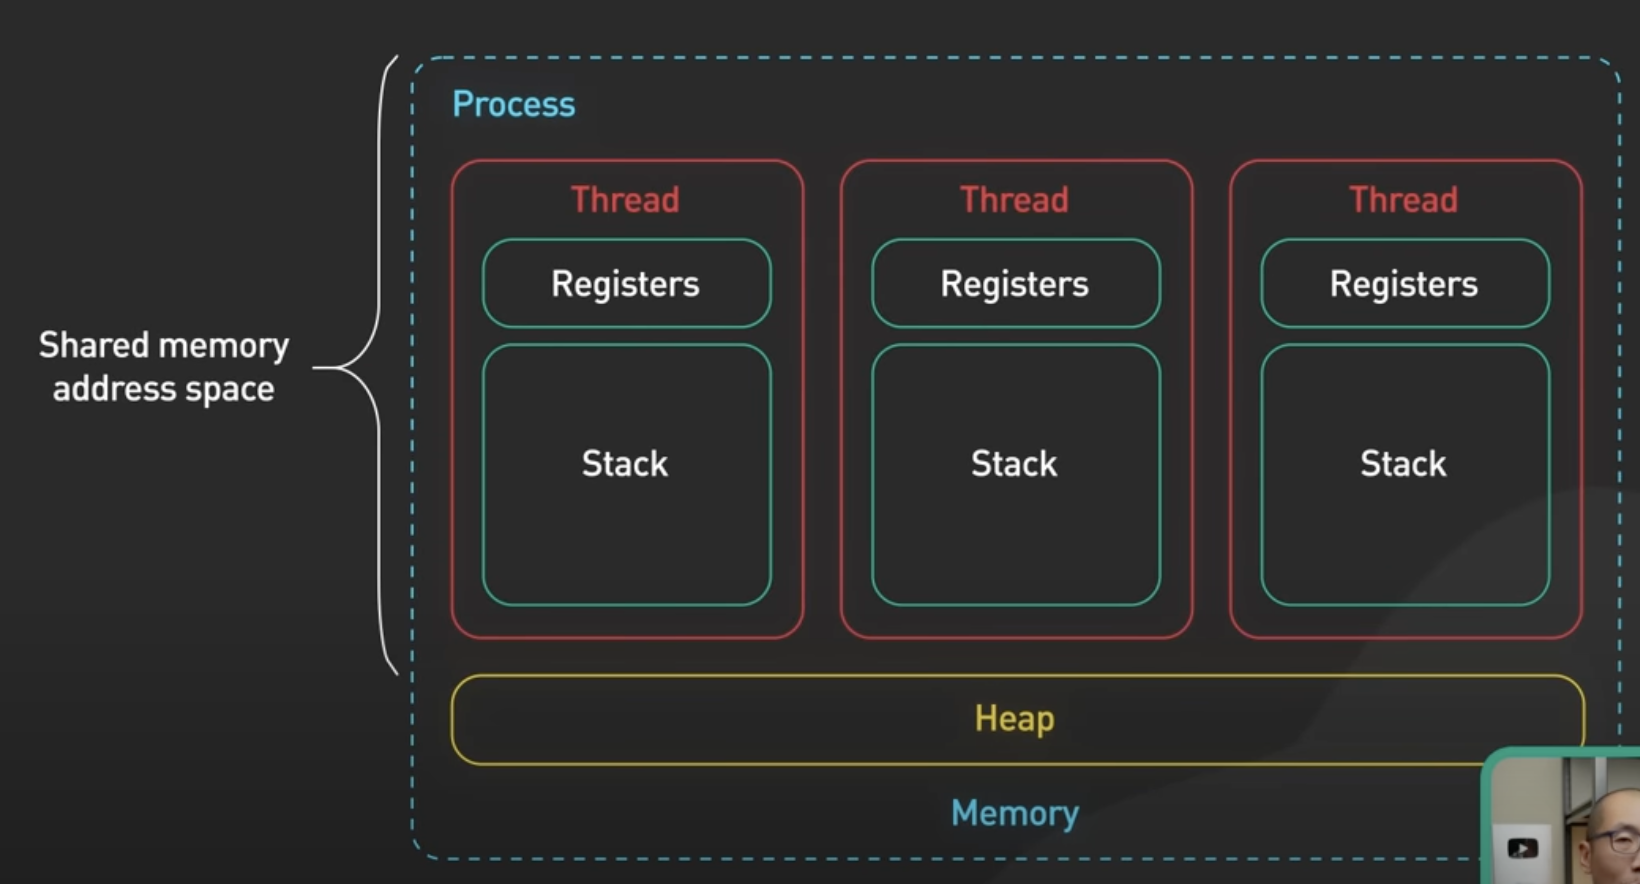 Process
Thread
Thread
Thread
Registers
Registers
Registers
Shared memory
address space
Stack
Stack
Stack
Heap
Memory